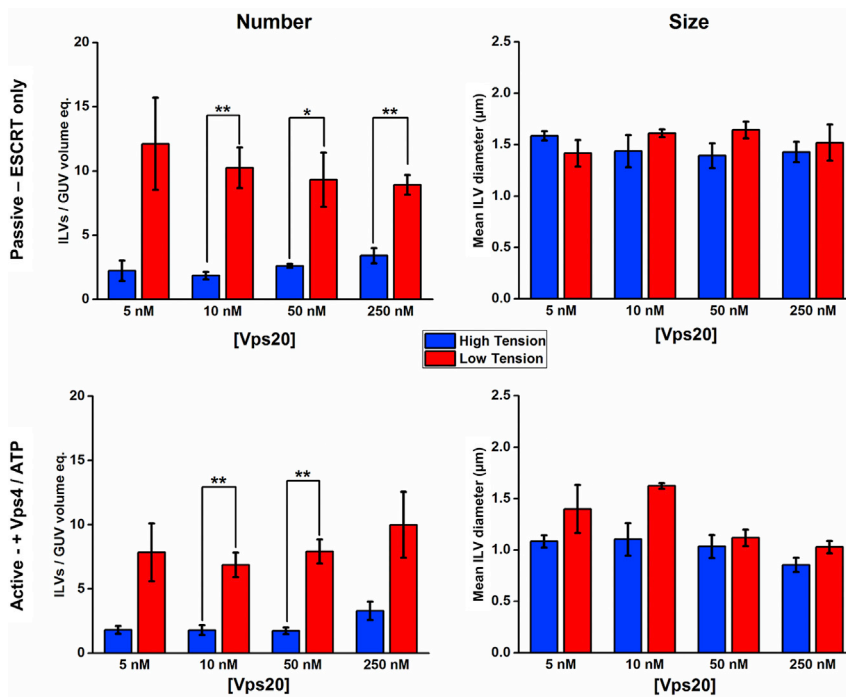 Number
Size
Passive – ESCRT only
ILVs / GUV volume eq.
20
15
10
5
0
**
*
**
5 nM 10 nM 50 nM 250 nM
[Vps20]
Mean ILV diameter (µm)
2.5
2.0
1.5
1.0
0.5
0.0
5 nM 10 nM 50 nM 250 nM
[Vps20]
High Tension
Low Tension
Active - + Vps4 / ATP
ILVs / GUV volume eq.
20
15
10
5
0
**
**
5 nM 10 nM 50 nM 250 nM
[Vps20]
Mean ILV diameter (µm)
2.5
2.0
1.5
1.0
0.5
0.0
5 nM 10 nM 50 nM 250 nM
[Vps20]